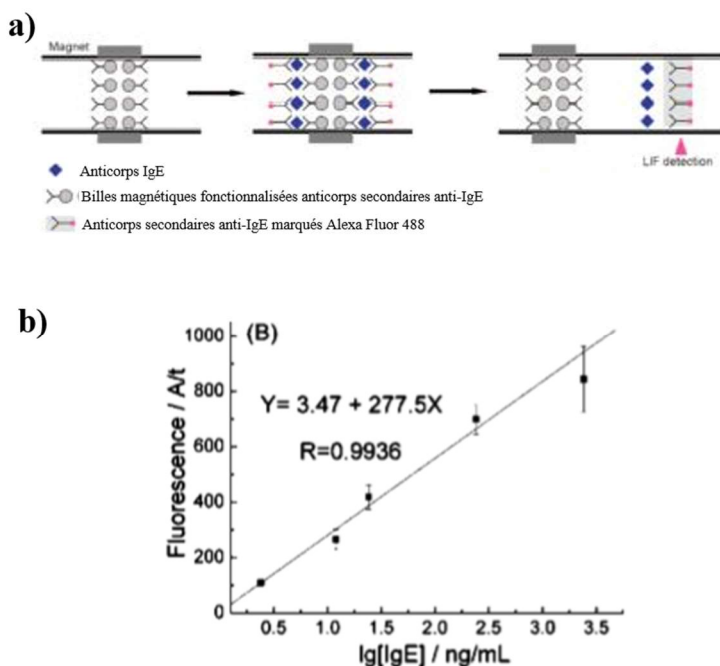 a)
Magnet
LIF detection
Anticorps IgE
Billes magnétiques fonctionnalisées anticorps secondaires anti-IgE
Anticorps secondaires anti-IgE marqués Alexa Fluor 488
b)
(B)
Y= 3.47 + 277.5X
R=0.9936
Fluorescence / A/t
1000
800
600
400
200
0
0.5 1.0 1.5 2.0 2.5 3.0 3.5
lg[IgE] / ng/mL